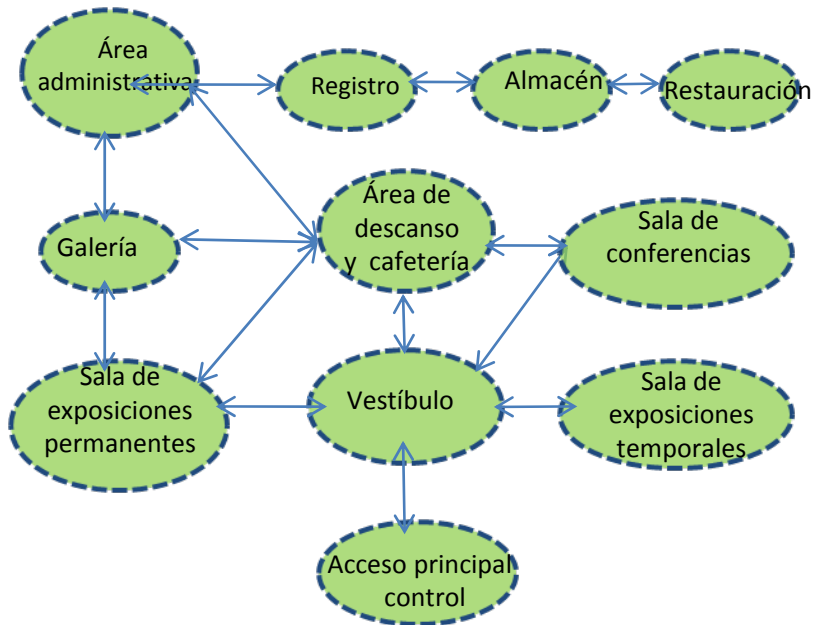 Área
administrativa
Registro
Almacén
Restauración
Área de
descanso
y cafetería
Sala de
conferencias
Galería
Sala de
exposiciones
permanentes
Vestíbulo
Sala de
exposiciones
temporales
Acceso principal
control